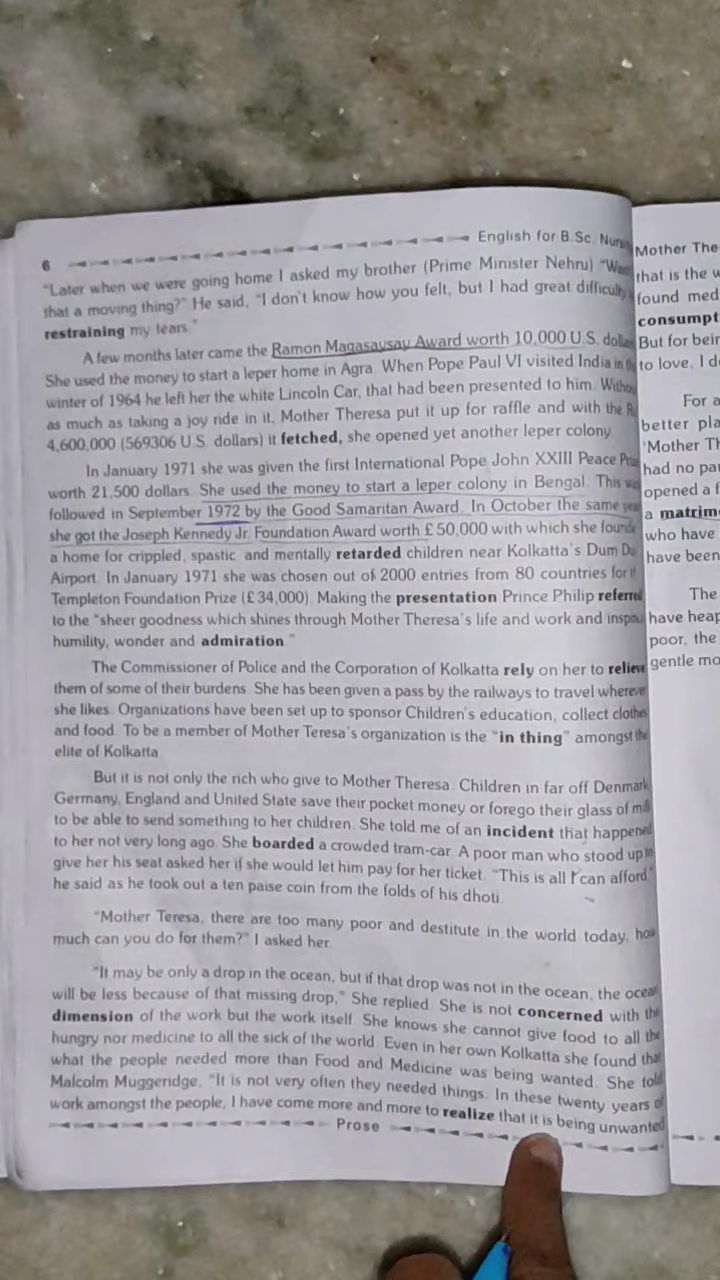 6 English for B.Sc. Nurs
"Later when we were going home I asked my brother (Prime Minister Nehru)
that a moving thing?" He said, "I don't know how you felt, but I had great difficulty
restraining my tears."
A few months later came the Ramon Magasaysay Award worth 10,000 U.S.
She used the money to start a leper home in Agra. When Pope Paul VI visited India in
winter of 1964 he left her the white Lincoln Car, that had been presented to him.
as much as taking a joy ride in it, Mother Theresa put it up for raffle and with the
4,600,000 (569306 U.S. dollars) it fetched, she opened yet another leper colony
In January 1971 she was given the first International Pope John XXIII Peace
worth 21,500 dollars. She used the money to start a leper colony in Bengal. This
followed in September 1972 by the Good Samaritan Award. In October the same
she got the Joseph Kennedy Jr. Foundation Award worth £ 50,000 with which she
a home for crippled, spastic and mentally retarded children near Kolkatta's Dum
Airport. In January 1971 she was chosen out of 2000 entries from 80 countries for
Templeton Foundation Prize (£ 34,000). Making the presentation Prince Philip referred
to the "sheer goodness which shines through Mother Theresa's life and work and
humility, wonder and admiration."
The Commissioner of Police and the Corporation of Kolkatta rely on her to relieve
them of some of their burdens. She has been given a pass by the railways to travel
she likes. Organizations have been set up to sponsor Children's education, collect clothes
and food. To be a member of Mother Teresa's organization is the "in thing" amongst the
elite of Kolkatta.
But it is not only the rich who give to Mother Theresa. Children in far off Denmark
Germany, England and United State save their pocket money or forego their glass of
to be able to send something to her children. She told me of an incident that happened
to her not very long ago. She boarded a crowded tram-car. A poor man who stood up to
give her his seat asked her if she would let him pay for her ticket. "This is all I can afford"
he said as he took out a ten paise coin from the folds of his dhoti.
"Mother Teresa, there are too many poor and destitute in the world today, how
much can you do for them?" I asked her.
"It may be only a drop in the ocean, but if that drop was not in the ocean, the ocean
will be less because of that missing drop," She replied. She is not concerned with the
dimension of the work but the work itself. She knows she cannot give food to all the
hungry nor medicine to all the sick of the world. Even in her own Kolkatta she found that
what the people needed more than Food and Medicine was being wanted. She told
Malcolm Muggeridge, "It is not very often they needed things. In these twenty years of
work amongst the people, I have come more and more to realize that it is being unwanted
Prose
Mother The
that is the
found med
consumpt
But for bein
to love, I
For a
better pla
'Mother Th
had no pa
opened a
a matrim
who have
have been
The
have heap
poor, the
gentle mo